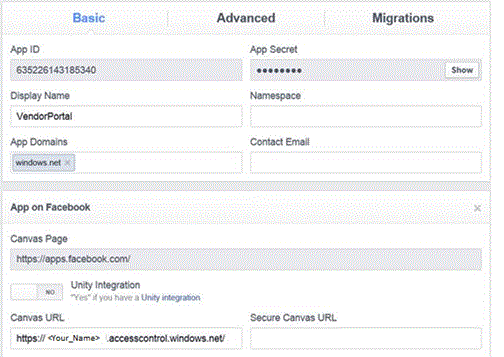 Basic Advanced Migrations
App ID App Secret
635226143185340 ●●●●●●●● Show
Display Name Namespace
VendorPortal
App Domains Contact Email
windows.net ×
App on Facebook ×
Canvas Page
https://apps.facebook.com/
NO Unity Integration
"Yes" if you have a Unity integration
Canvas URL Secure Canvas URL
https:// <Your_Name> .accesscontrol.windows.net/